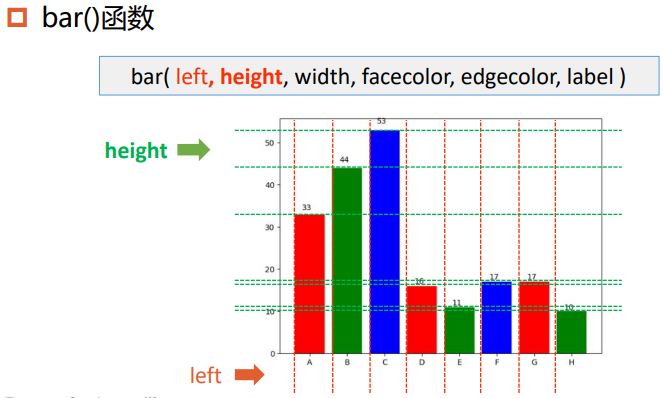 bar()函数
bar( left, height, width, facecolor, edgecolor, label )
height
53
50
44
40
33
30
20
16
17
17
11
10
10
0
A B C D E F G H
left